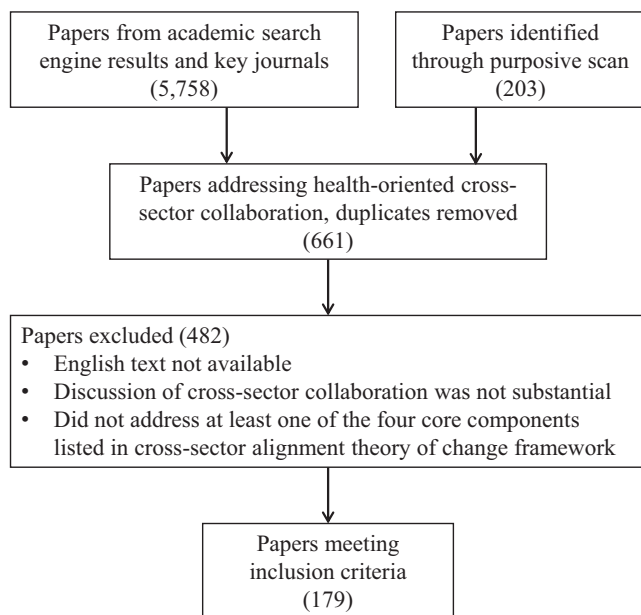 Papers from academic search
engine results and key journals
(5,758)
Papers identified
through purposive scan
(203)
Papers addressing health-oriented cross-
sector collaboration, duplicates removed
(661)
Papers excluded (482)
• English text not available
• Discussion of cross-sector collaboration was not substantial
• Did not address at least one of the four core components
listed in cross-sector alignment theory of change framework
Papers meeting
inclusion criteria
(179)